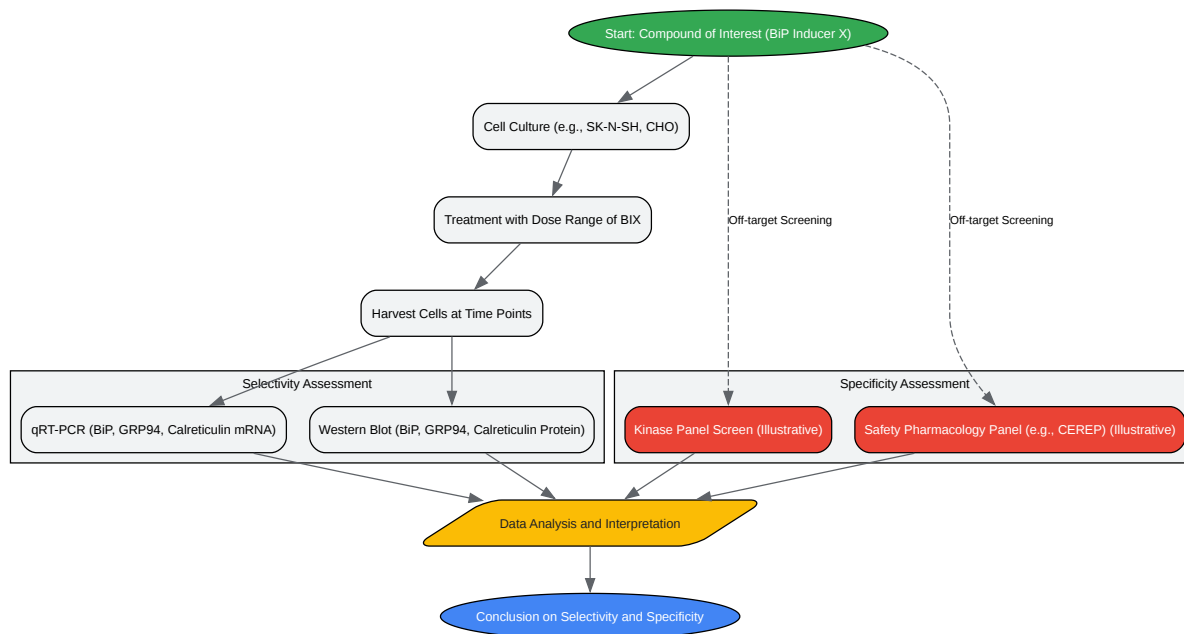 Start: Compound of Interest (BiP Inducer X)
Cell Culture (e.g., SK-N-SH, CHO)
Treatment with Dose Range of BIX
Off-target Screening
Off-target Screening
Harvest Cells at Time Points
Selectivity Assessment
Specificity Assessment
qRT-PCR (BiP, GRP94, Calreticulin mRNA)
Western Blot (BiP, GRP94, Calreticulin Protein)
Kinase Panel Screen (Illustrative)
Safety Pharmacology Panel (e.g., CEREP) (Illustrative)
Data Analysis and Interpretation
Conclusion on Selectivity and Specificity